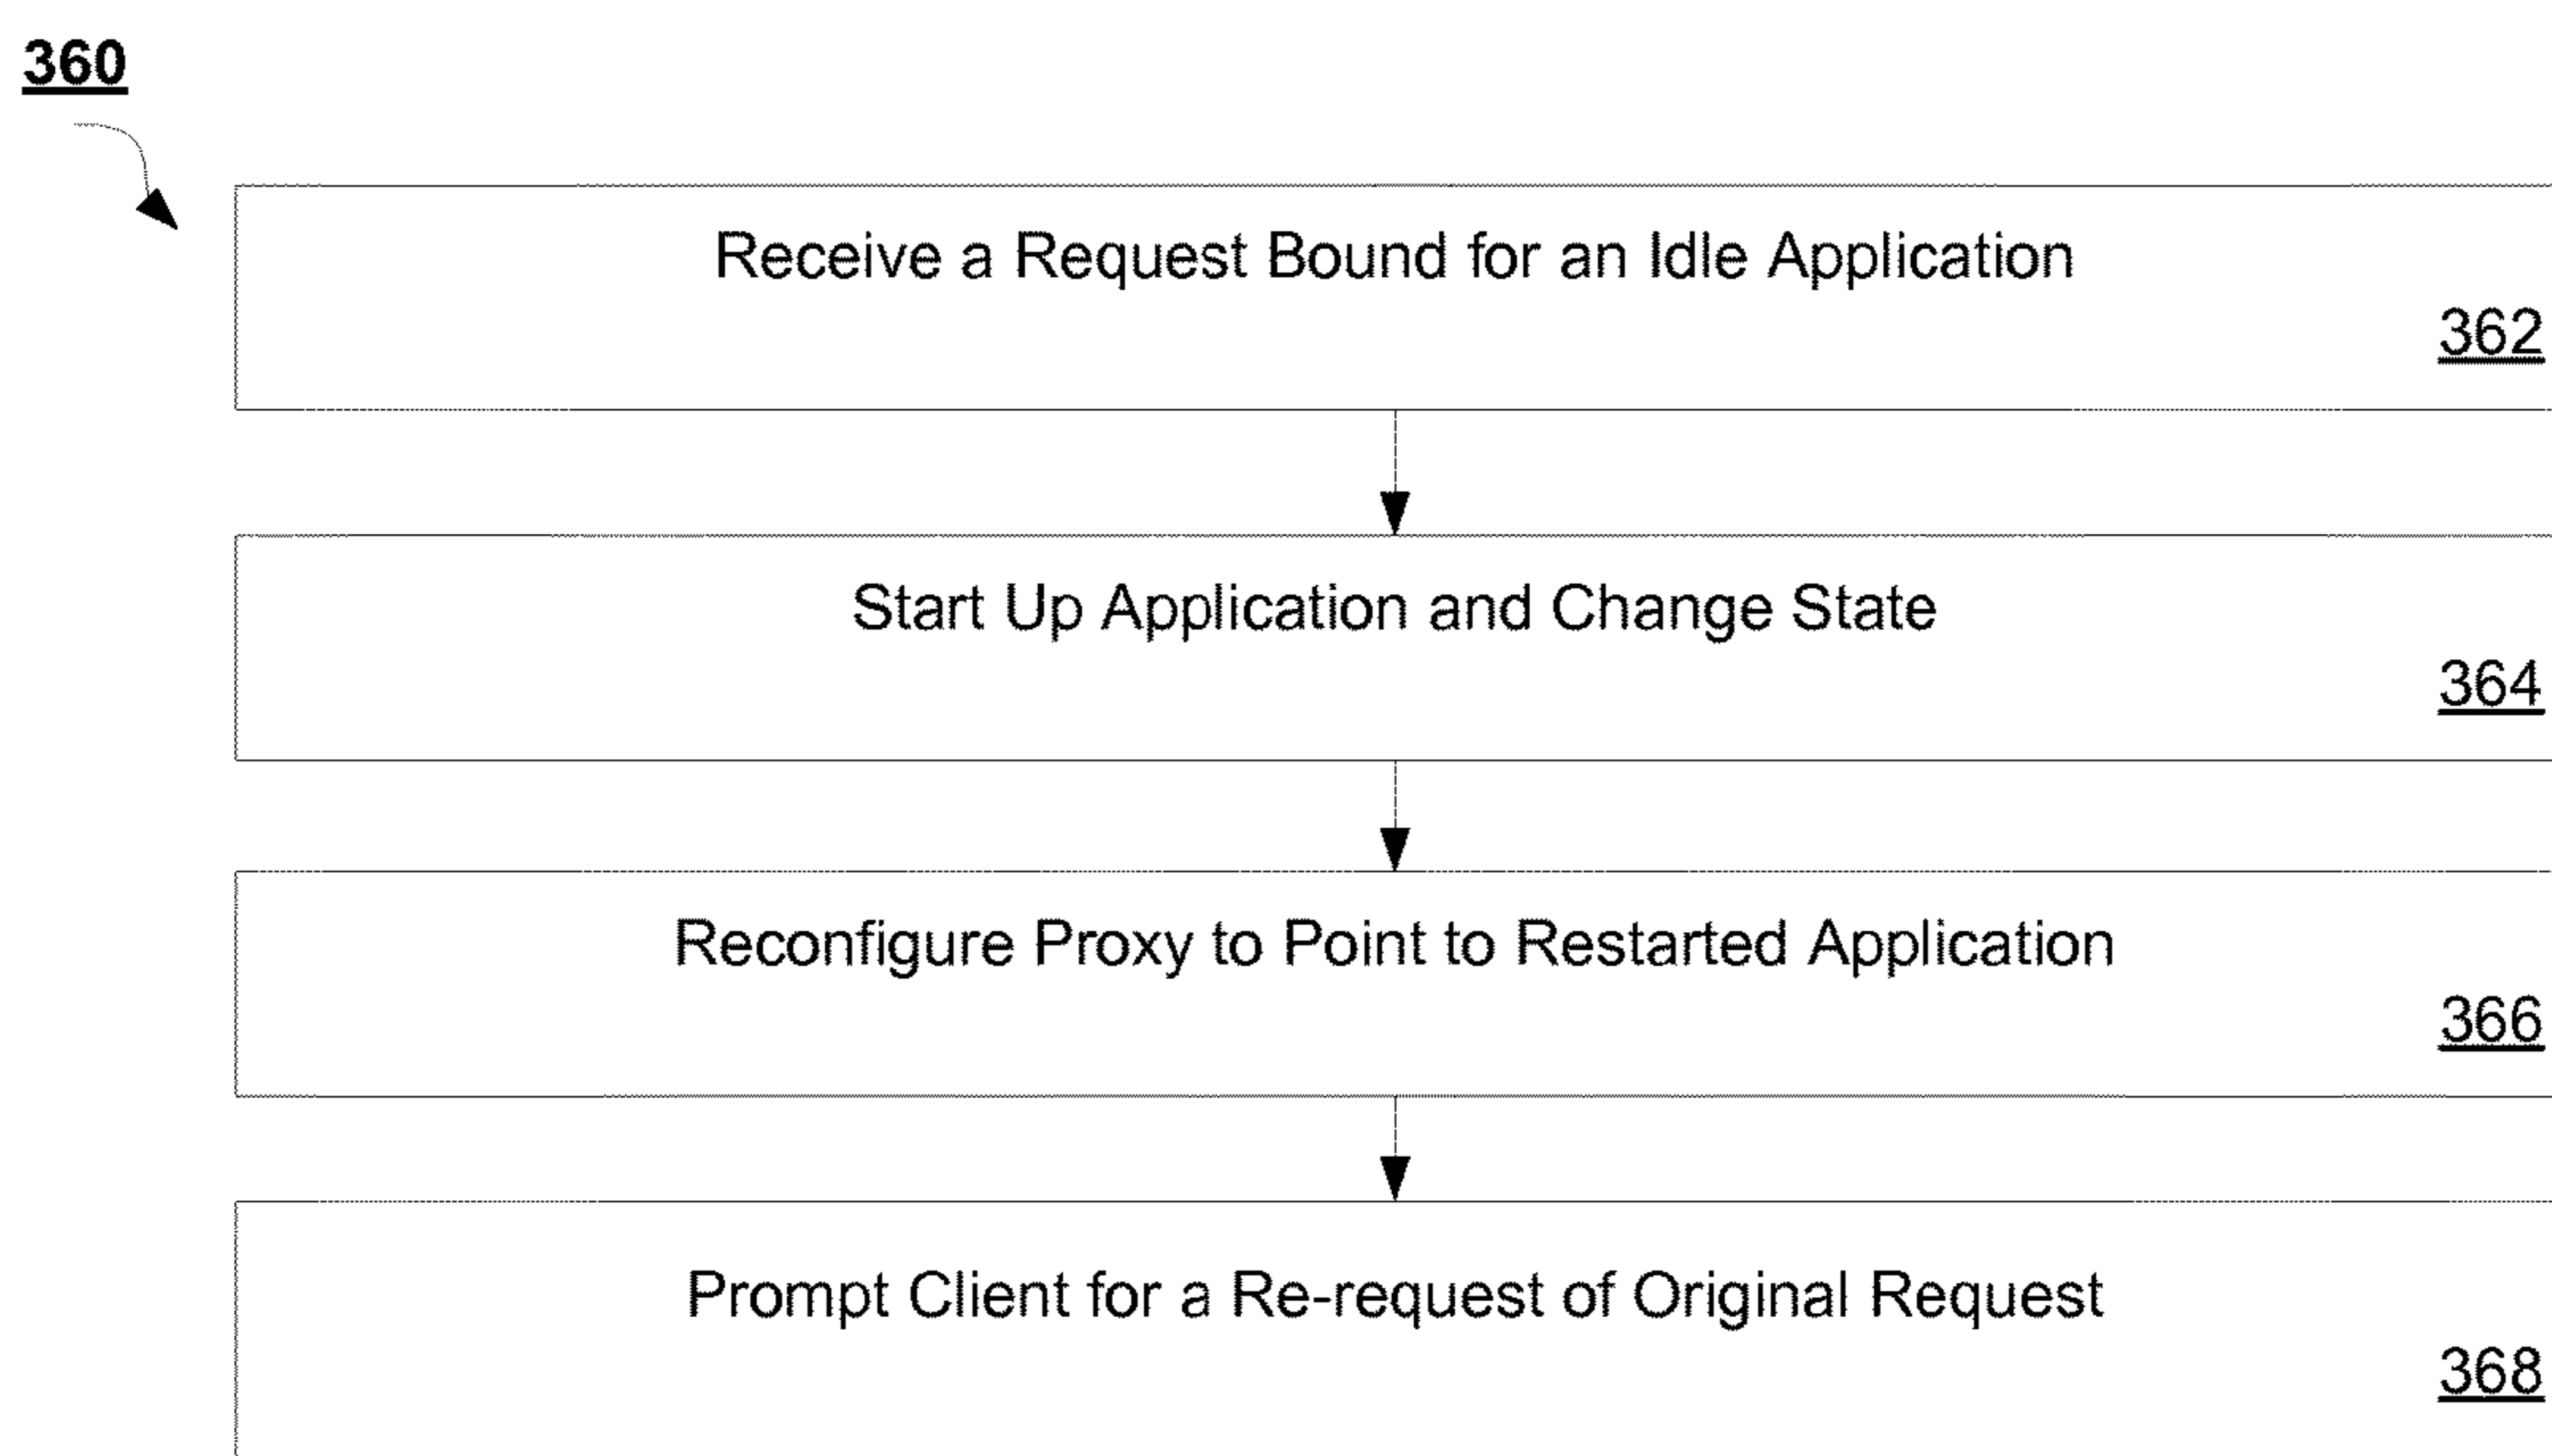 360
Receive a Request Bound for an Idle Application
362
Start Up Application and Change State
364
Reconfigure Proxy to Point to Restarted Application
366
Prompt Client for a Re-request of Original Request
368